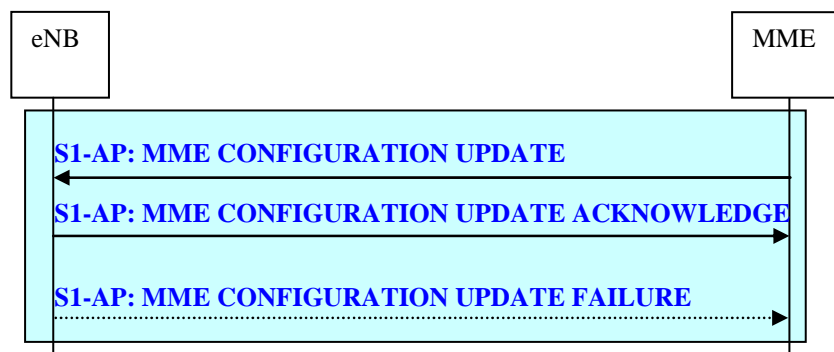 eNB
MME
S1-AP: MME CONFIGURATION UPDATE
S1-AP: MME CONFIGURATION UPDATE ACKNOWLEDGE
S1-AP: MME CONFIGURATION UPDATE FAILURE